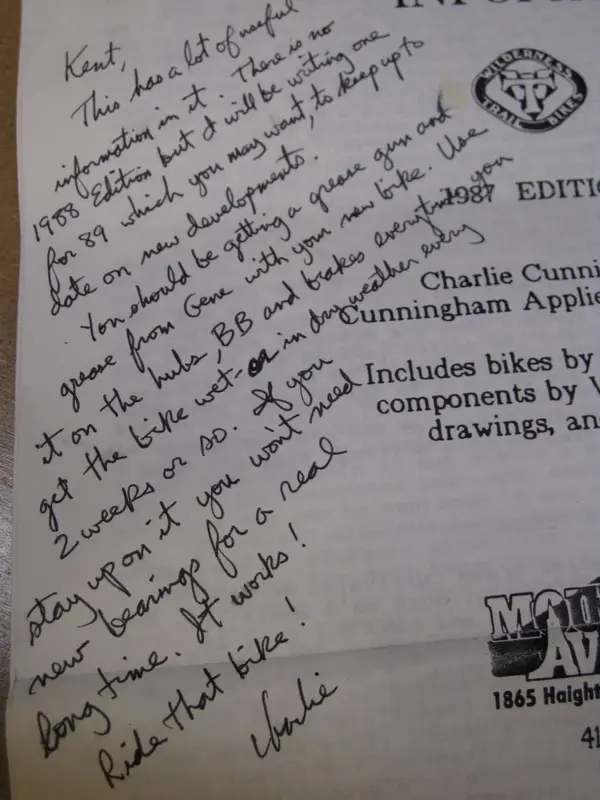 Kent,
This has a lot of useful
information in it. There is no
1988 Edition but I will be writing one
for 89 which you may want, to keep up to
date on new developments.
. You should be getting a grease gun and
grease from Gene with your new bike. Use
it on the hubs, BB and brakes everytime you
get the bike wet- or in dry weather every
2 weeks or so. If you
stay up on it you won't need
new bearings for a real
long time. It works!
Ride that bike!
Charlie
WILDERNESS
TRAIL BIKES
1987 EDITI
Charlie Cunni
Cunningham Applie
Includes bikes by
components by
drawings, an
MOU
AV
1865 Haight
41